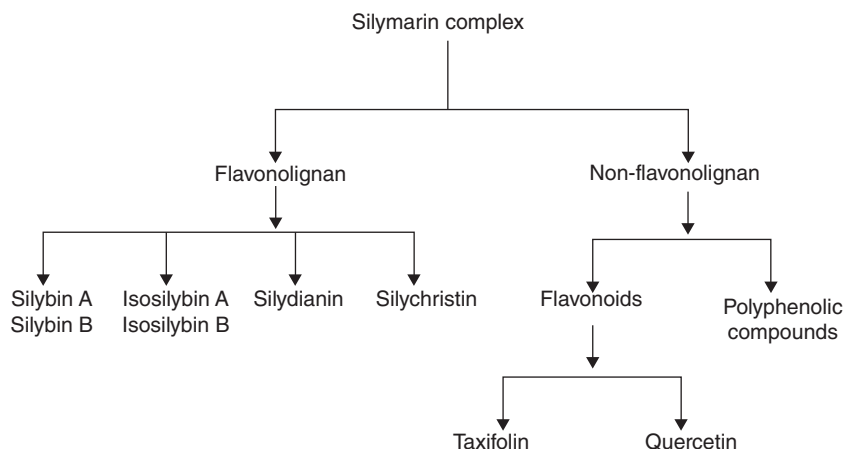 Silymarin complex
Flavonolignan
Non-flavonolignan
Silybin A
Silybin B
Isosilybin A
Isosilybin B
Silydianin
Silychristin
Flavonoids
Polyphenolic
compounds
Taxifolin
Quercetin